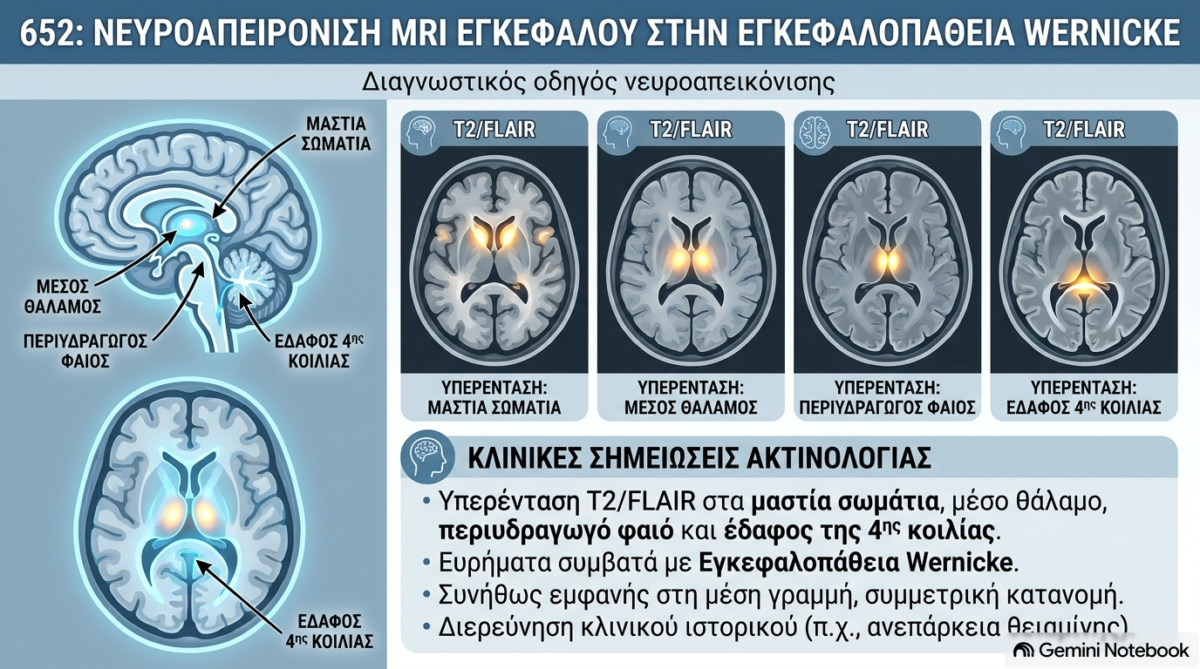 652: ΝΕΥΡΟΑΠΕΙΡΟΝΙΣΗ MRI ΕΓΚΕΦΑΛΟΥ ΣΤΗΝ ΕΓΚΕΦΑΛΟΠΑΘΕΙΑ WERNICKE
Διαγνωστικός οδηγός νευροαπεικόνισης
ΜΑΣΤΙΑ
ΣΩΜΑΤΙΑ
ΜΕΣΟΣ
ΘΑΛΑΜΟΣ
ΠΕΡΙΥΔΡΑΓΩΓΟΣ
ΦΑΙΟΣ
ΕΔΑΦΟΣ 4ης
ΚΟΙΛΙΑΣ
ΕΔΑΦΟΣ
4ης ΚΟΙΛΙΑΣ
T2/FLAIR
ΥΠΕΡΕΝΤΑΣΗ:
ΜΑΣΤΙΑ ΣΩΜΑΤΙΑ
T2/FLAIR
ΥΠΕΡΕΝΤΑΣΗ:
ΜΕΣΟΣ ΘΑΛΑΜΟΣ
T2/FLAIR
ΥΠΕΡΕΝΤΑΣΗ:
ΠΕΡΙΥΔΡΑΓΩΓΟΣ ΦΑΙΟΣ
T2/FLAIR
ΥΠΕΡΕΝΤΑΣΗ:
ΕΔΑΦΟΣ 4ης ΚΟΙΛΙΑΣ
ΚΛΙΝΙΚΕΣ ΣΗΜΕΙΩΣΕΙΣ ΑΚΤΙΝΟΛΟΓΙΑΣ
• Υπερένταση T2/FLAIR στα μαστία σωμάτια, μέσο θάλαμο,
περιυδραγωγό φαιό και έδαφος της 4ης κοιλίας.
• Ευρήματα συμβατά με Εγκεφαλοπάθεια Wernicke.
• Συνήθως εμφανής στη μέση γραμμή, συμμετρική κατανομή.
• Διερεύνηση κλινικού ιστορικού (π.χ., ανεπάρκεια θειαμίνης).
Gemini Notebook